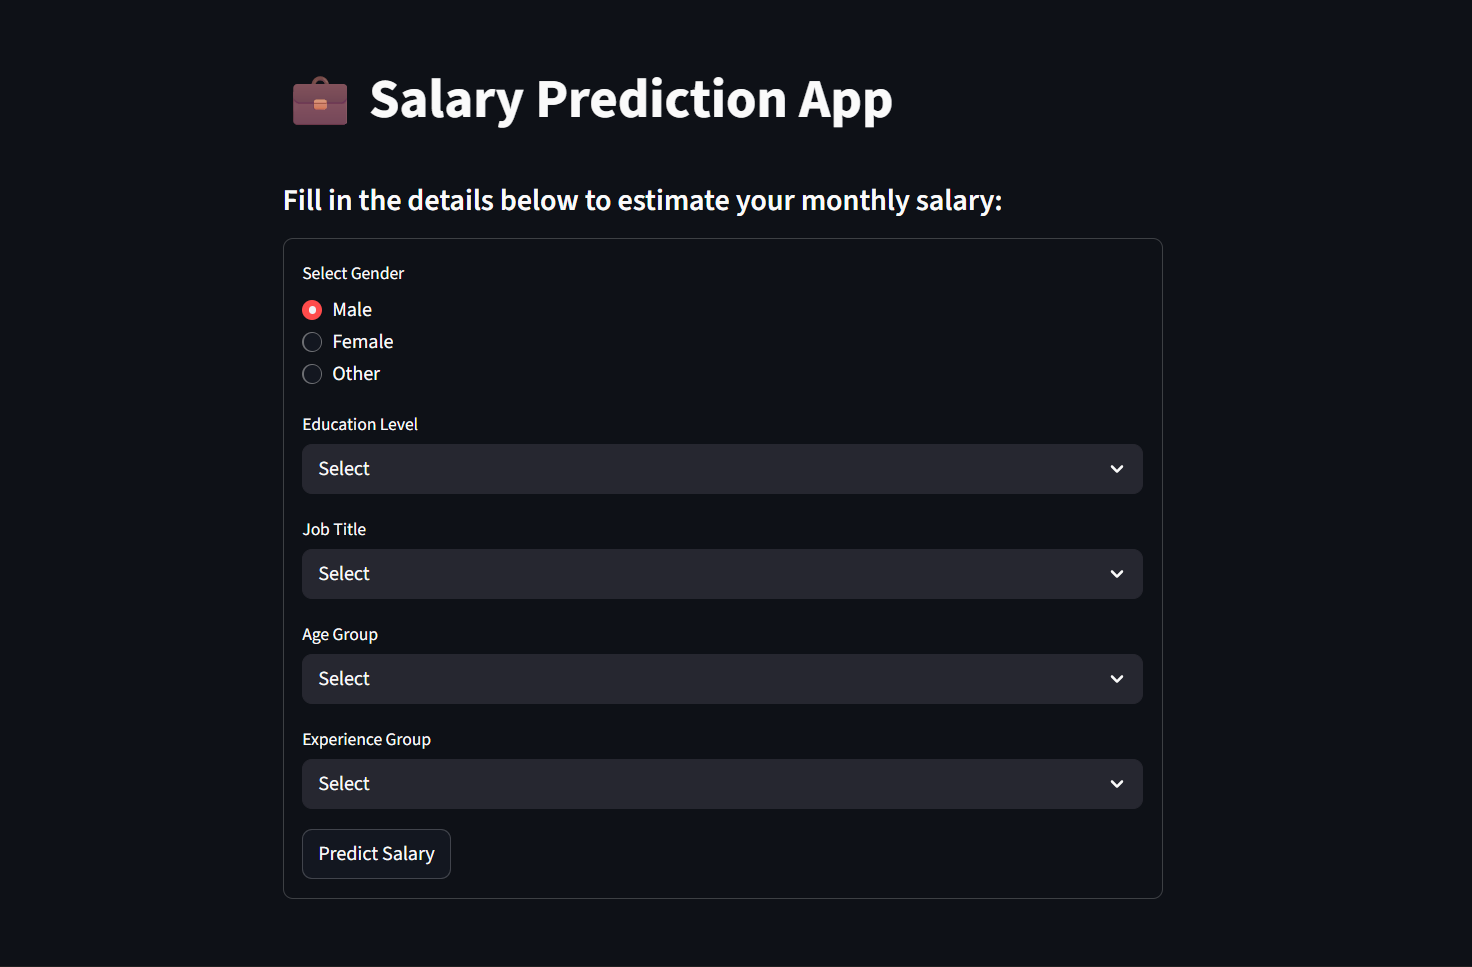 Salary Prediction App
Fill in the details below to estimate your monthly salary:
Select Gender
Male
Female
Other
Education Level
Select
Job Title
Select
Age Group
Select
Experience Group
Select
Predict Salary